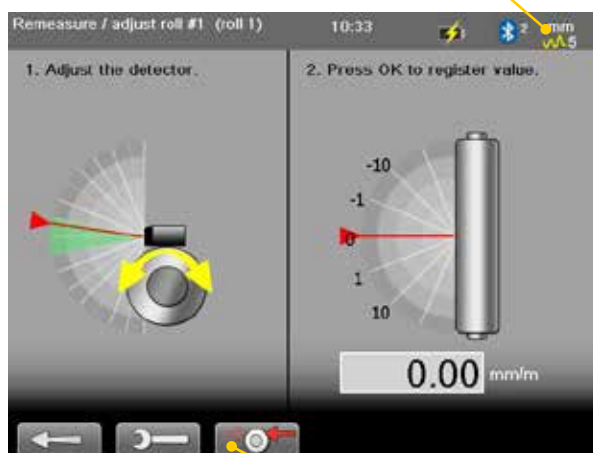 Remeasure / adjust roll #1 (roll 1) 10:33 2 mm
5
1. Adjust the detector.
2. Press OK to register value.
-10
-1
0
1
10
0.00 mm/m